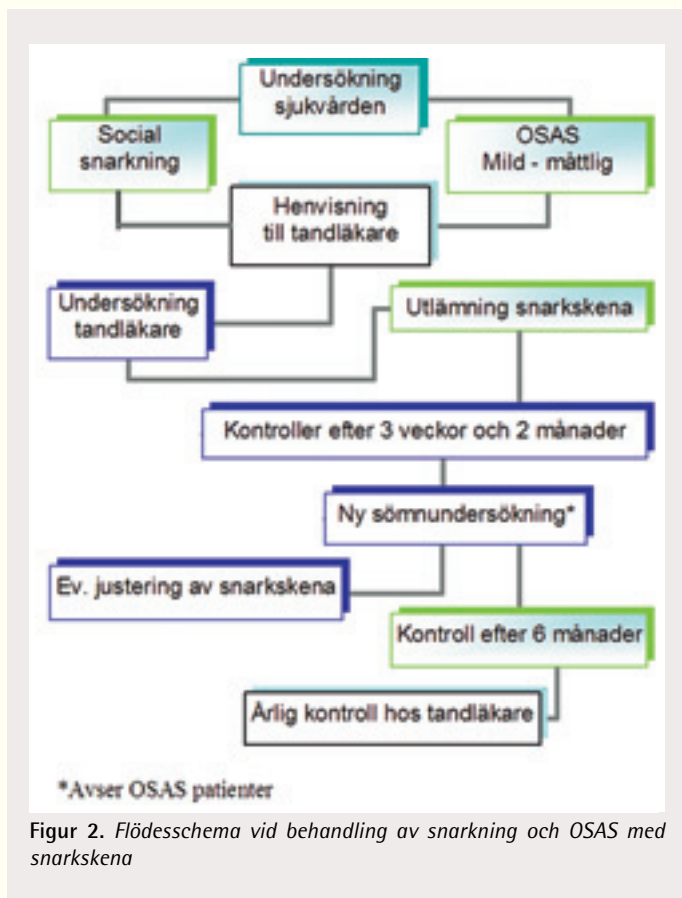 Undersökning
sjukvården
Social
snarkning
OSAS
Mild - måttlig
Henvisning
till tandläkare
Undersökning
tandläkare
Utlämning snarkskena
Kontroller efter 3 veckor och 2 månader
Ny sömnundersökning*
Ev. justering av snarkskena
Kontroll efter 6 månader
Årlig kontroll hos tandläkare
*Avser OSAS patienter
Figur 2. Flödesschema vid behandling av snarkning och OSAS med
snarkskena